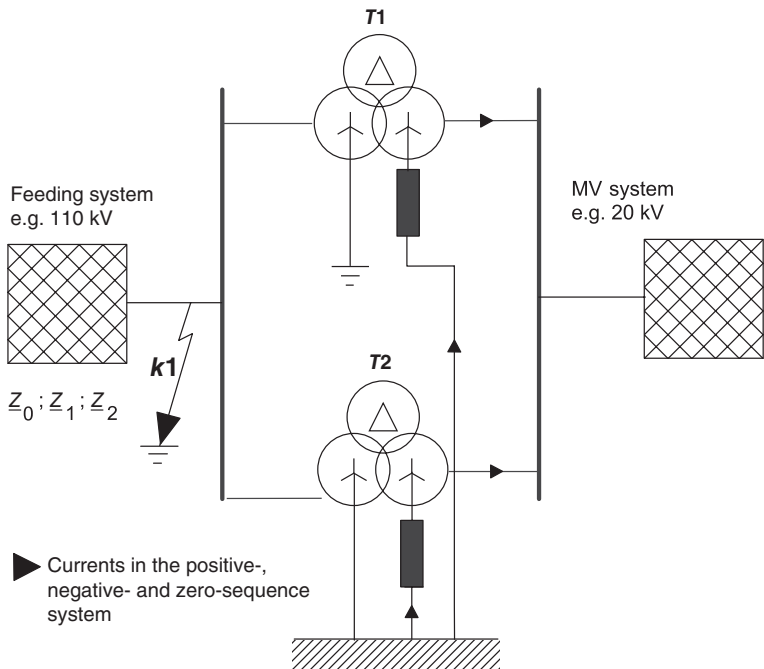 T1
Feeding system
e.g. 110 kV
MV system
e.g. 20 kV
k1
T2
Z0 ; Z1 ; Z2
Currents in the positive-,
negative- and zero-sequence
system